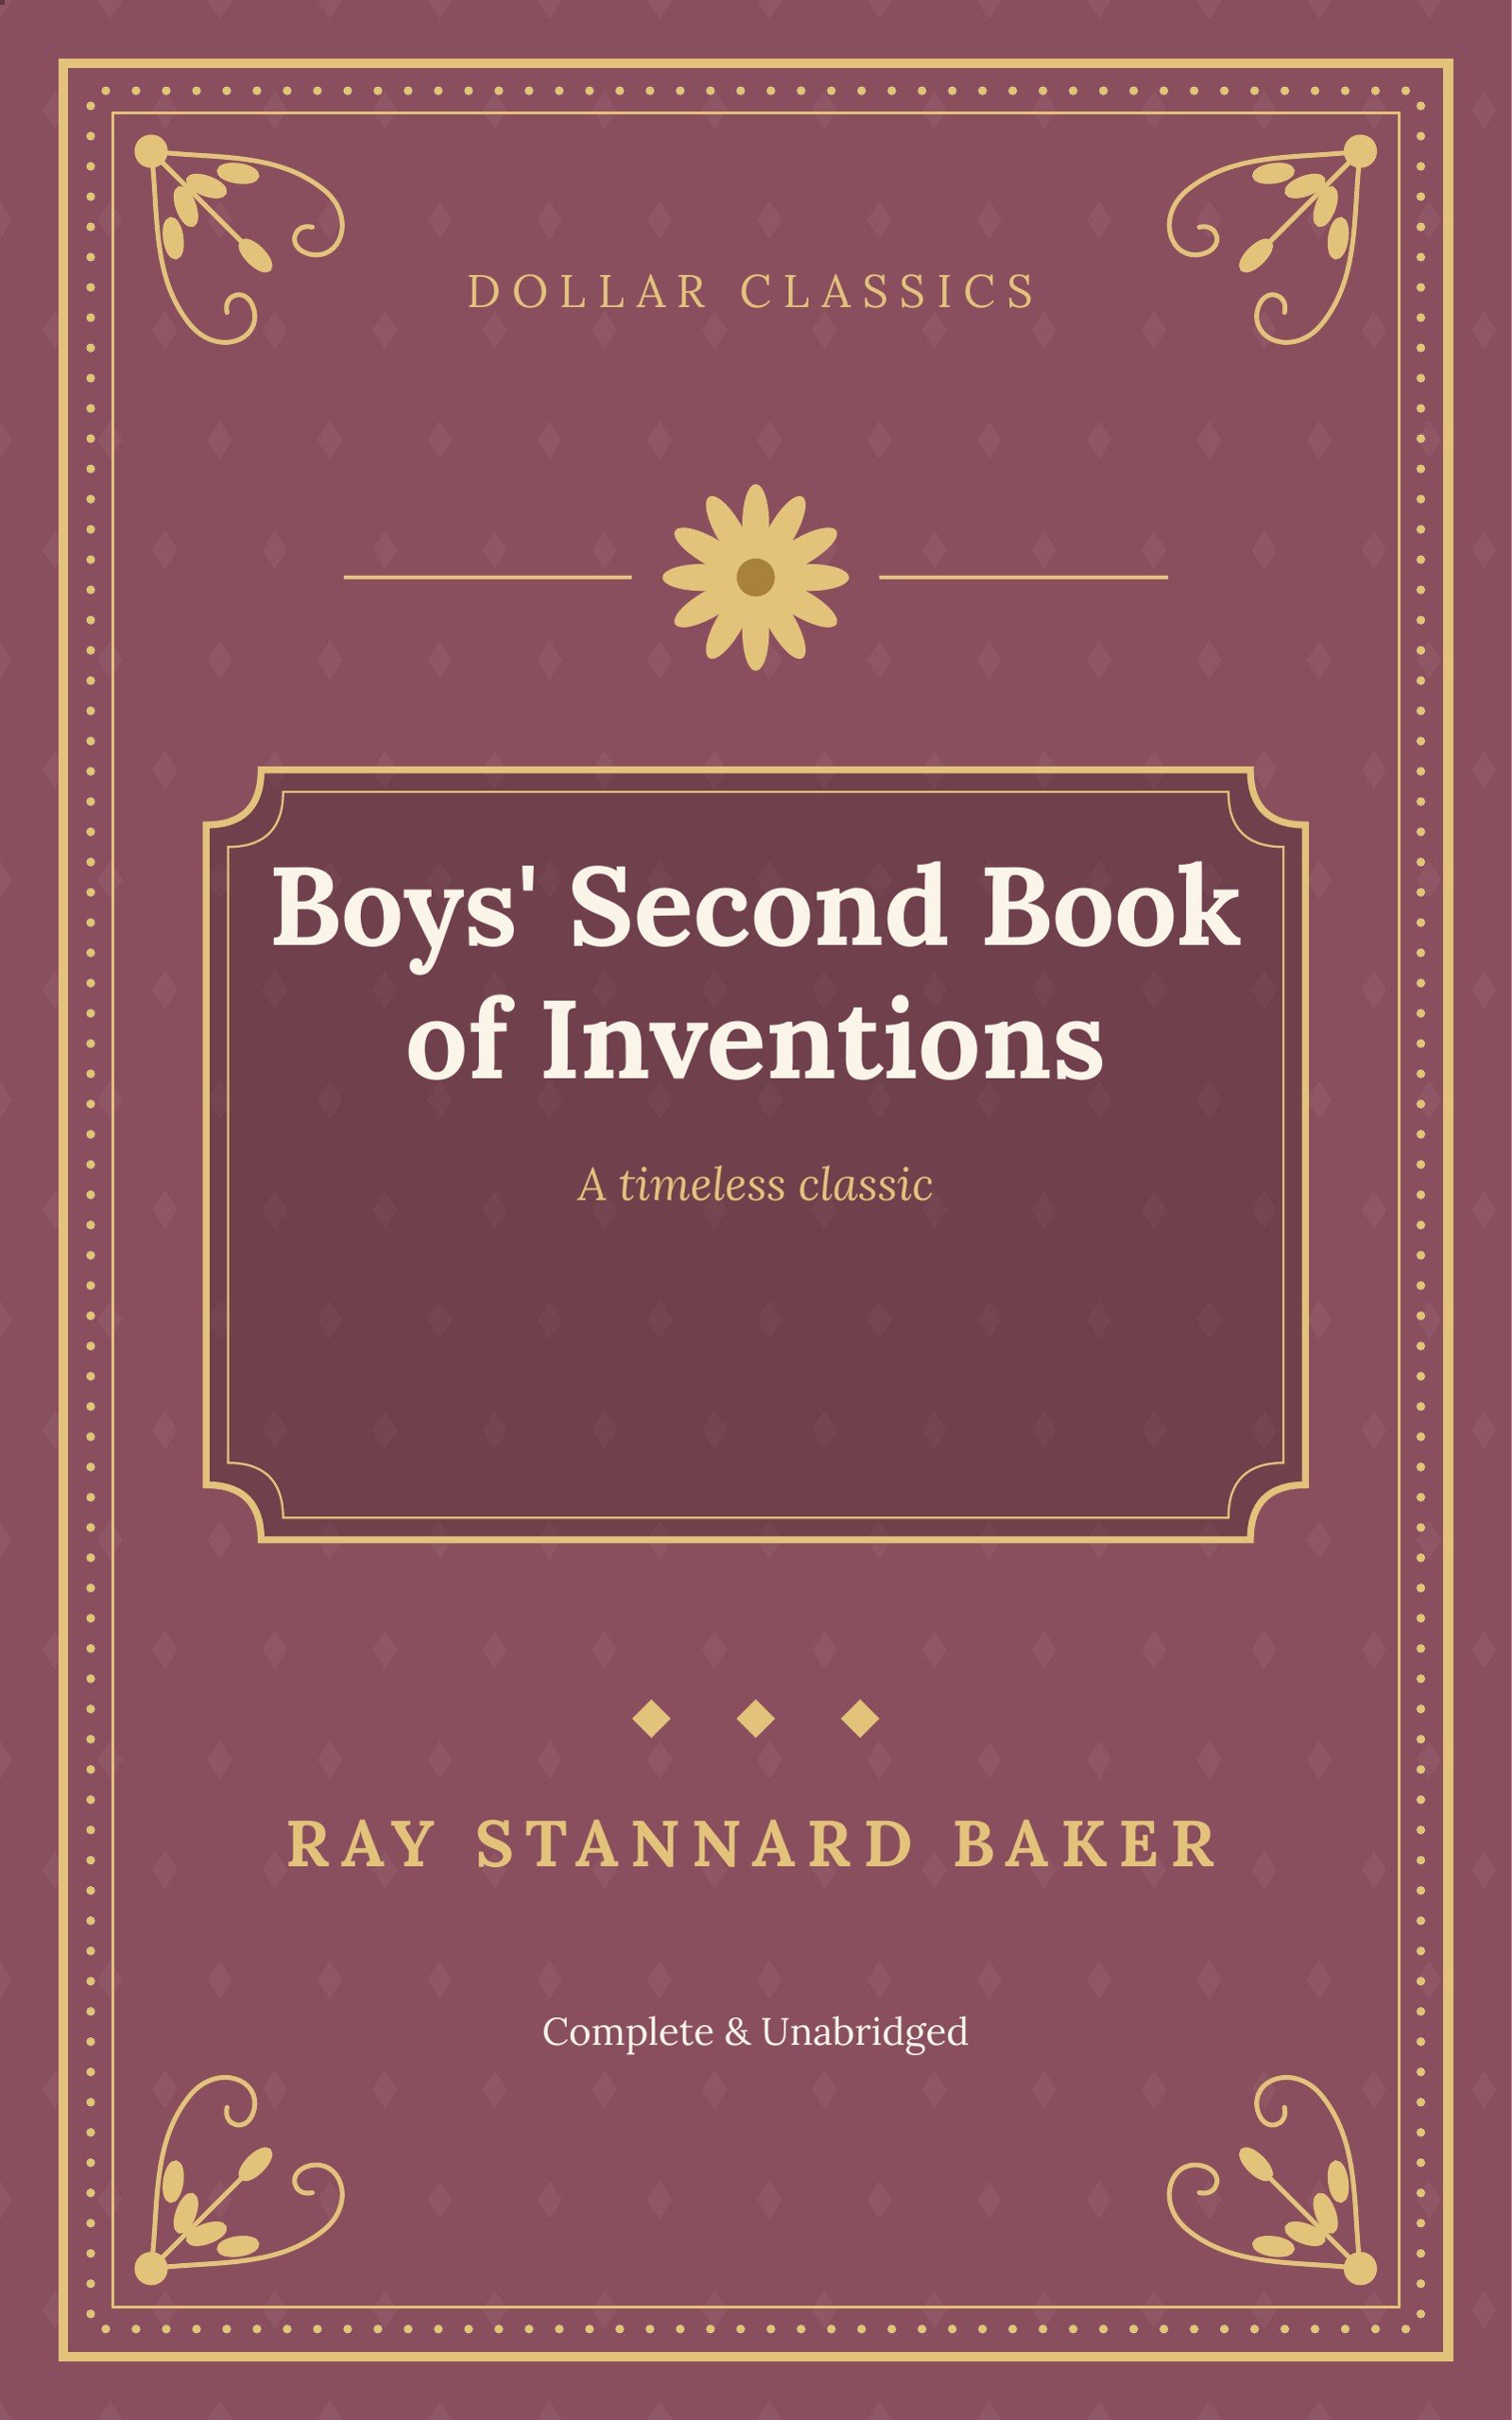 DOLLAR CLASSICS
Boys' Second Book
of Inventions
A timeless classic
RAY STANNARD BAKER
Complete & Unabridged